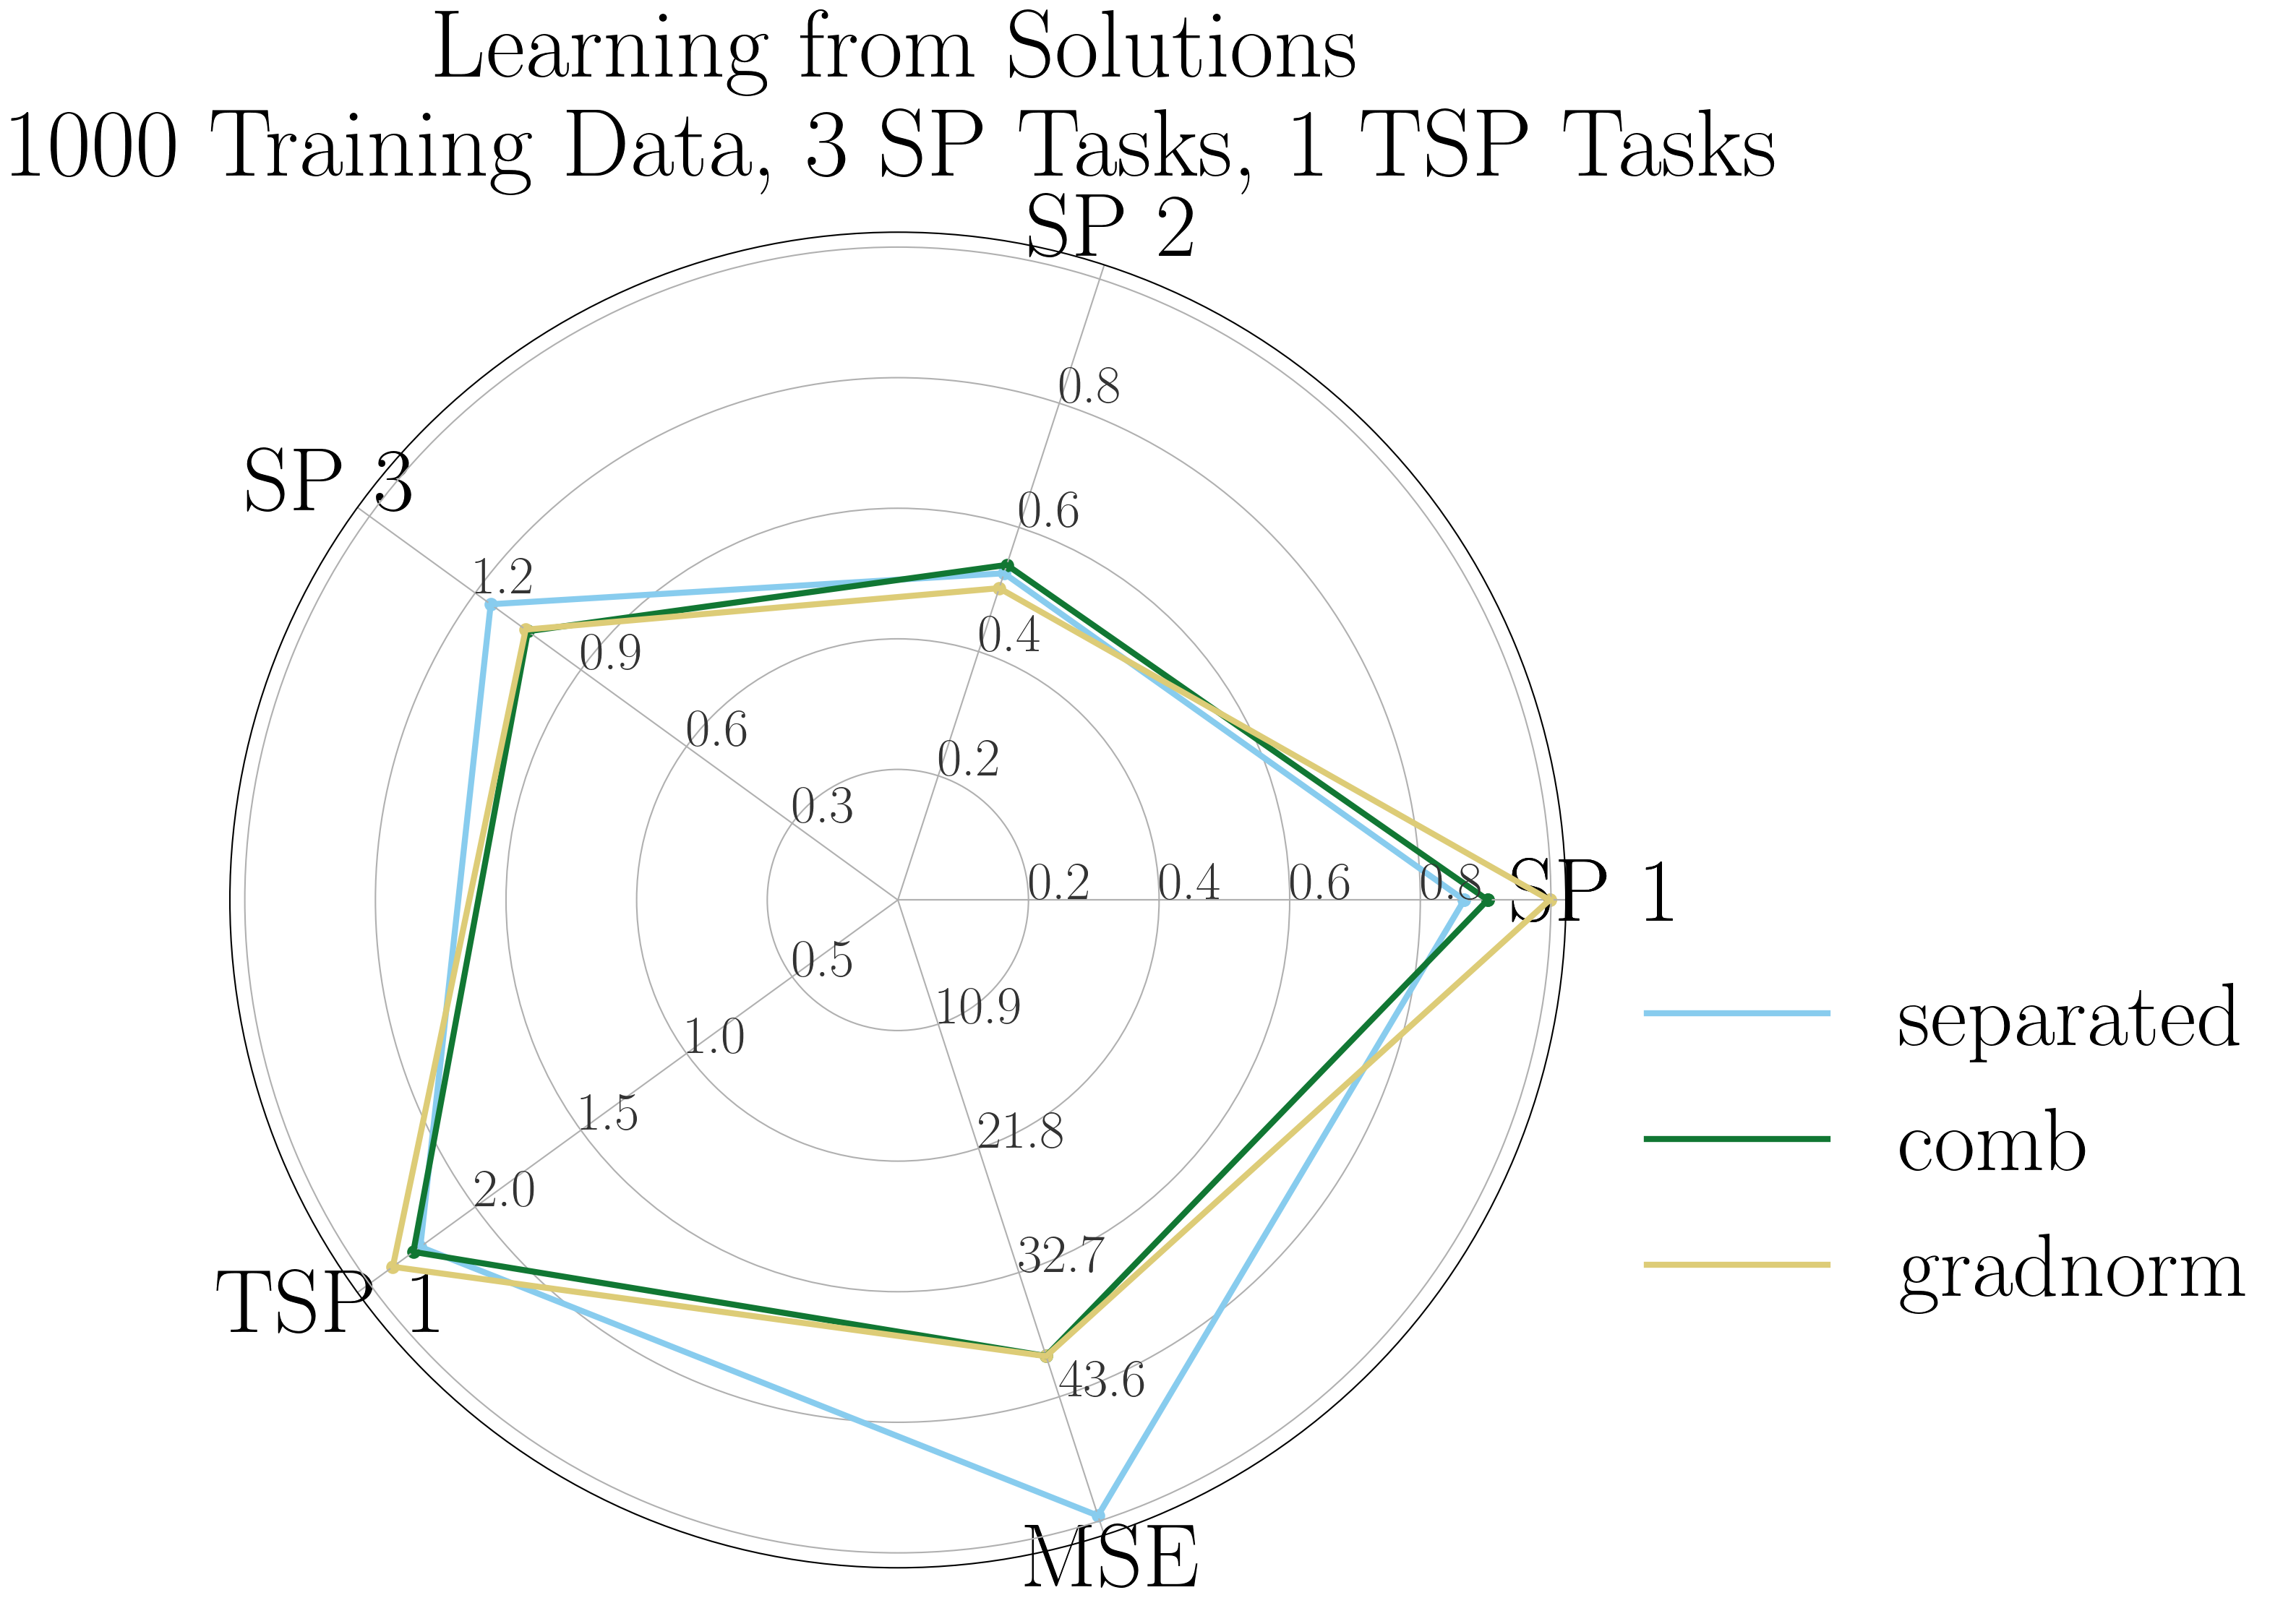 Learning from Solutions
1000 Training Data, 3 SP Tasks, 1 TSP Tasks
SP 2
0.8
SP 3
0.6
1.2
0.4
0.9
0.6
0.2
0.3
0.2 0.4 0.6 0.8 SP 1
0.5
10.9
separated
1.0
1.5
21.8
comb
2.0
32.7
TSP 1
gradnorm
43.6
MSE